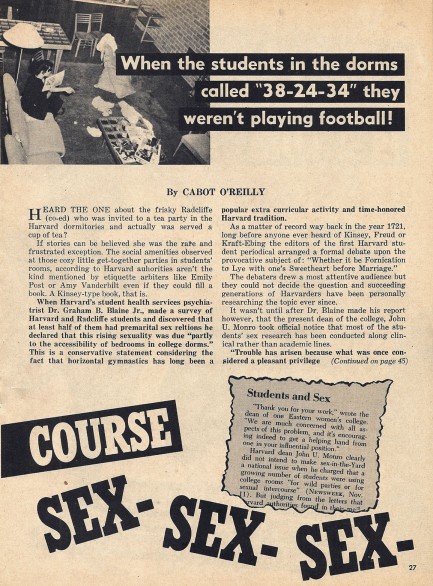 When the students in the dorms
called "38-24-34" they
weren't playing football!
By CABOT O'REILLY
HEARD THE ONE about the frisky Radcliffe
(co-ed) who was invited to a tea party in the
Harvard dormitories and actually was served a
cup of tea?
If stories can be believed she was the rare and
frustrated exception. The social amenities observed
at those cozy little get-together parties in students'
rooms, according to Harvard authorities aren't the
kind mentioned by etiquette arbiters like Emily
Post or Amy Vanderbilt even if they could fill a
book. A Kinsey-type book, that is.
When Harvard's student health services psychia-
trist Dr. Graham B. Blaine Jr., made a survey of
Harvard and Radcliffe students and discovered that
at least half of them had premarital sex reltions he
declared that this rising sexuality was due "partly
to the accessibility of bedrooms in college dorms."
This is a conservative statement considering the
fact that horizontal gymnastics has long been a
popular extra curricular activity and time-honored
Harvard tradition.
As a matter of record way back in the year 1721,
long before anyone ever heard of Kinsey, Freud or
Kraft-Ebing the editors of the first Harvard stu-
dent periodical arranged a formal debate upon the
provocative subject of: "Whether it be Fornication
to Lye with one's Sweetheart before Marriage."
The debaters drew a most attentive audience but
they could not decide the question and succeeding
generations of Harvarders have been personally
researching the topic ever since.
It wasn't until after Dr. Blaine made his report
however, that the present dean of the college, John
U. Monro took official notice that most of the stu-
dents' sex research has been conducted along clin-
ical rather than academic lines.
"Trouble has arisen because what was once con-
sidered a pleasant privilege (Continued on page 45)
Students and Sex
"Thank you for your work," wrote the
dean of one Eastern women's college.
"We are much concerned with all as-
pects of this problem, and it's encourag-
ing indeed to get a helping hand from
one in your influential position."
Harvard dean John U. Monro clearly
did not intend to make sex-in-the-Yard
a national issue when he charged that a
growing number of students were using
college rooms "for wild parties or for
sexual intercourse" (NEWSWEEK, Nov.
11). But judging from the letters that
Harvard authorities found in their
COURSE
SEX-
SEX-
SEX-
27